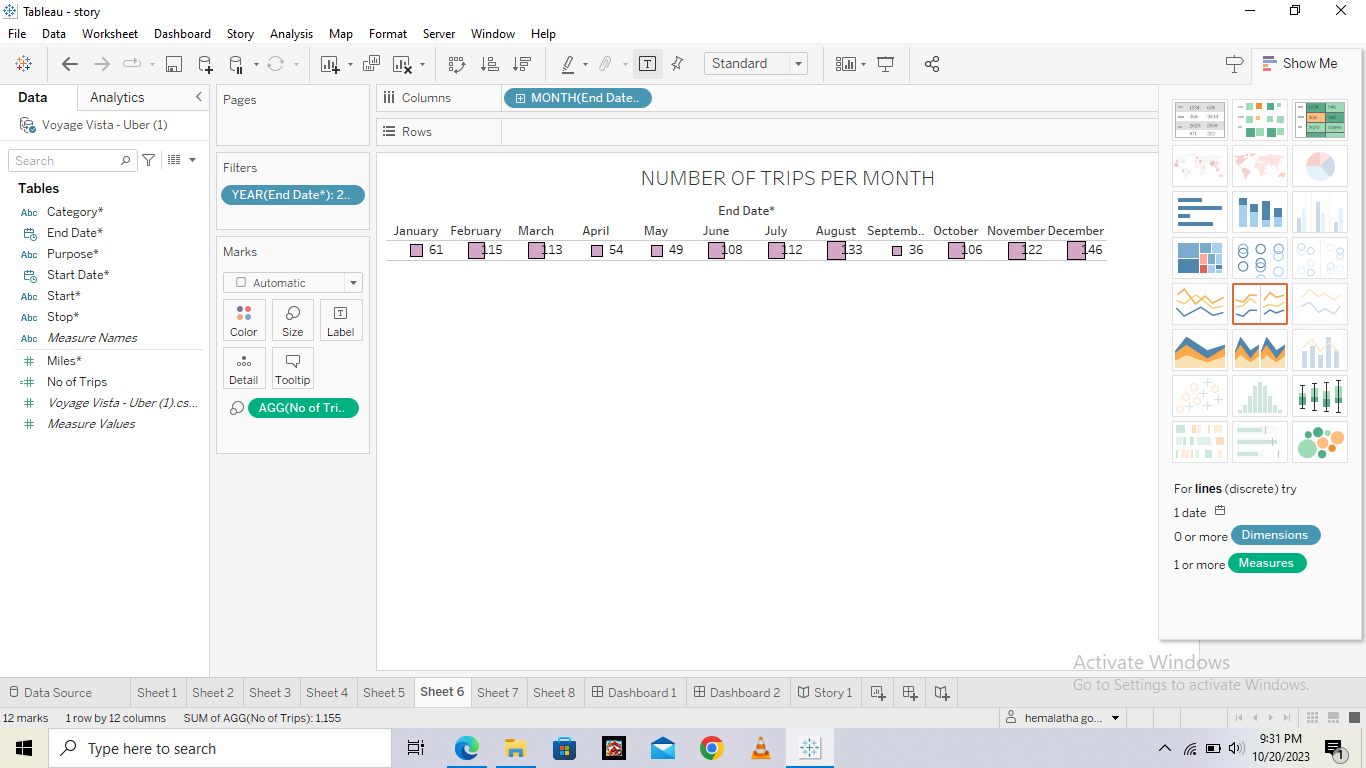 Tableau - story
File Data Worksheet Dashboard Story Analysis Map Format Server Window Help
Standard
Show Me
Data Analytics
Voyage Vista - Uber (1)
Search
Tables
Abc Category*
End Date*
Abc Purpose*
Start Date*
Abc Start*
Abc Stop*
Abc Measure Names
Miles*
No of Trips
Voyage Vista - Uber (1).cs...
Measure Values
Pages
Filters
YEAR(End Date*): 2..
Marks
Automatic
Color Size Label
Detail Tooltip
AGG(No of Tri..
Columns MONTH(End Date..
Rows
NUMBER OF TRIPS PER MONTH
End Date*
January February March April May June July August Septemb.. October November December
61 115 113 54 49 108 112 133 36 106 122 146
For lines (discrete) try
1 date
0 or more Dimensions
1 or more Measures
Activate Windows
Go to Settings to activate Windows.
Data Source Sheet 1 Sheet 2 Sheet 3 Sheet 4 Sheet 5 Sheet 6 Sheet 7 Sheet 8 Dashboard 1 Dashboard 2 Story 1
12 marks 1 row by 12 columns SUM of AGG(No of Trips): 1,155
hemalatha go...
Type here to search
9:31 PM
10/20/2023
1